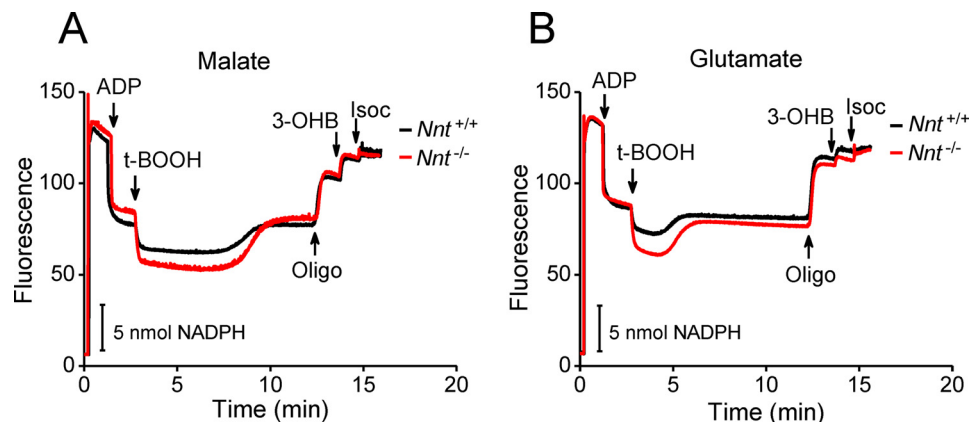 A
Malate
150
100
50
0
Fluorescence
ADP
t-BOOH
3-OHB
Isoc
Oligo
Nnt +/+
Nnt -/-
5 nmol NADPH
0 5 10 15 20
Time (min)
B
Glutamate
150
100
50
0
Fluorescence
ADP
t-BOOH
3-OHB
Isoc
Oligo
Nnt +/+
Nnt -/-
5 nmol NADPH
0 5 10 15 20
Time (min)